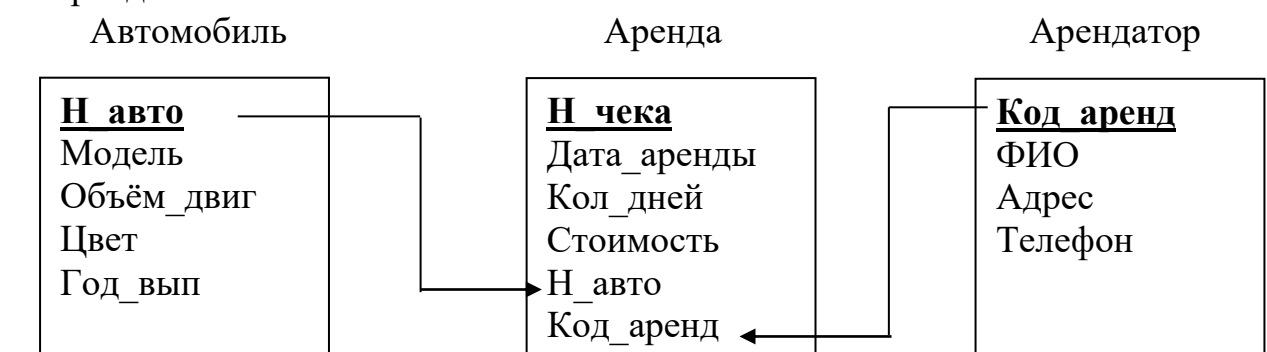 Автомобиль
Аренда
Арендатор
Н_авто
Модель
Объём_двиг
Цвет
Год_вып
Н_чека
Дата_аренды
Кол_дней
Стоимость
Н_авто
Код_аренд
Код_аренд
ФИО
Адрес
Телефон